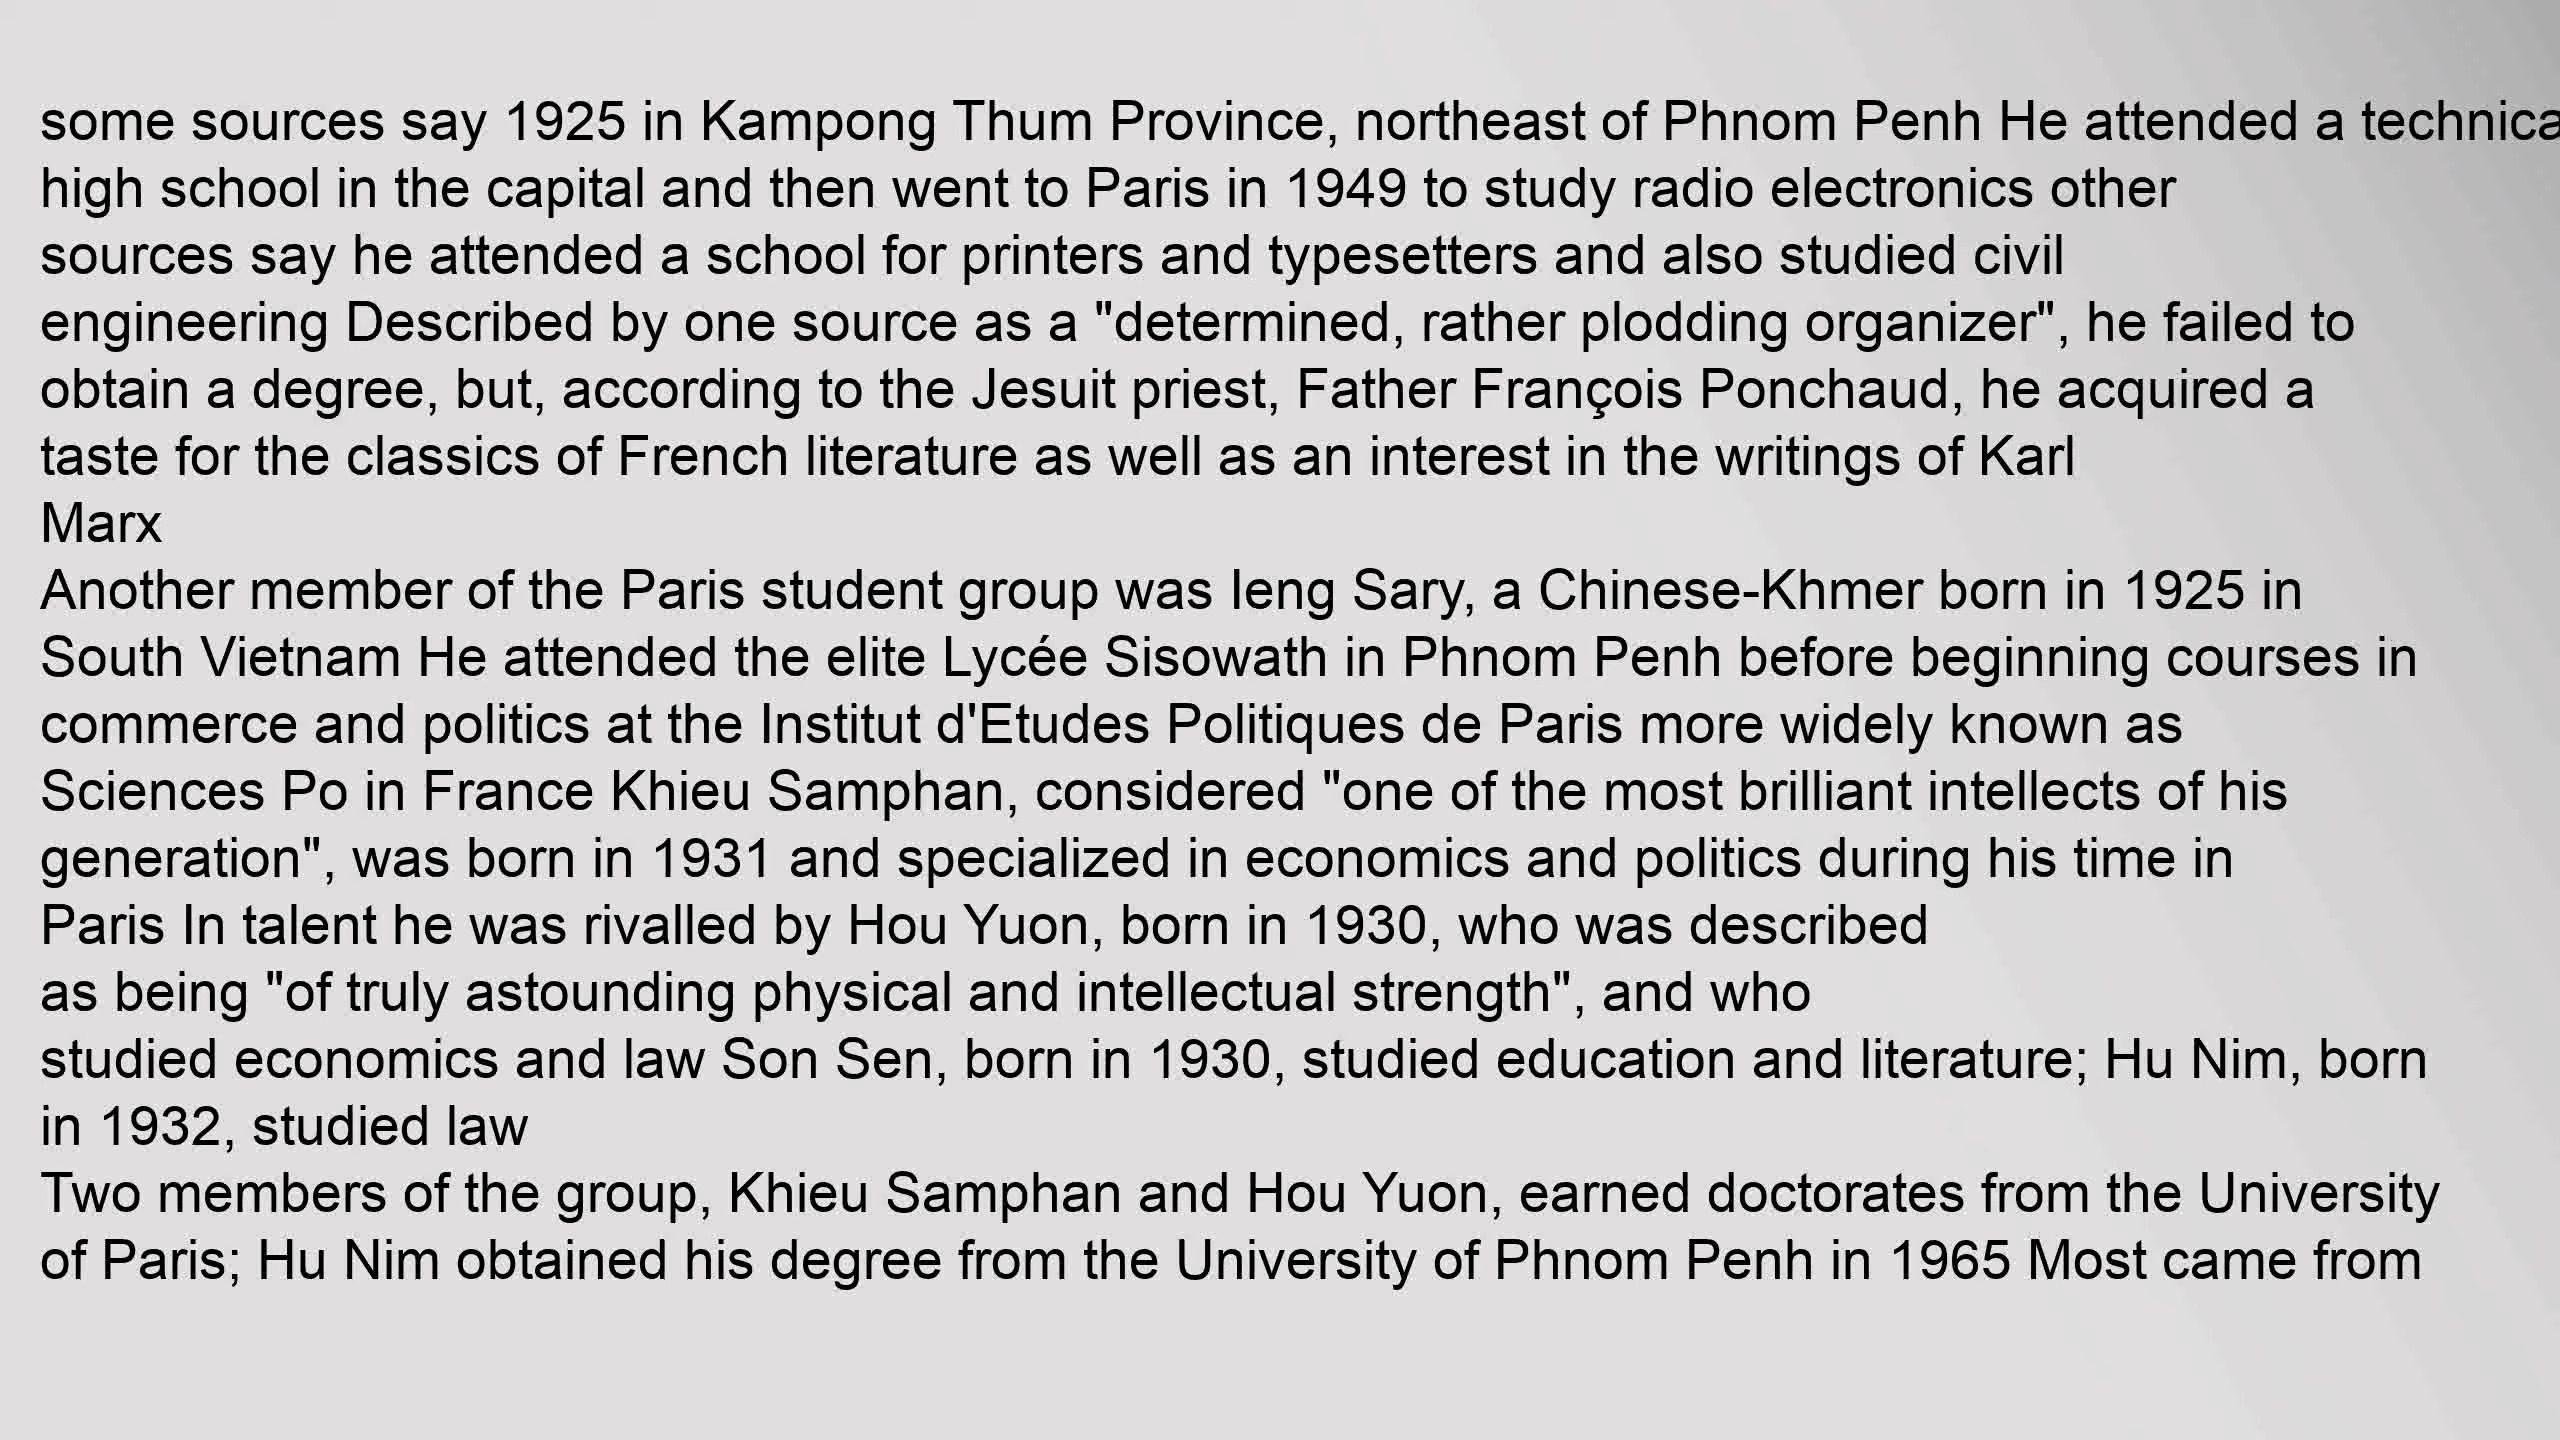 some sources say 1925 in Kampong Thum Province, northeast of Phnom Penh He attended a technica
high school in the capital and then went to Paris in 1949 to study radio electronics other
sources say he attended a school for printers and typesetters and also studied civil
engineering Described by one source as a "determined, rather plodding organizer", he failed to
obtain a degree, but, according to the Jesuit priest, Father François Ponchaud, he acquired a
taste for the classics of French literature as well as an interest in the writings of Karl
Marx
Another member of the Paris student group was Ieng Sary, a Chinese-Khmer born in 1925 in
South Vietnam He attended the elite Lycée Sisowath in Phnom Penh before beginning courses in
commerce and politics at the Institut d'Etudes Politiques de Paris more widely known as
Sciences Po in France Khieu Samphan, considered "one of the most brilliant intellects of his
generation", was born in 1931 and specialized in economics and politics during his time in
Paris In talent he was rivalled by Hou Yuon, born in 1930, who was described
as being "of truly astounding physical and intellectual strength", and who
studied economics and law Son Sen, born in 1930, studied education and literature; Hu Nim, born
in 1932, studied law
Two members of the group, Khieu Samphan and Hou Yuon, earned doctorates from the University
of Paris; Hu Nim obtained his degree from the University of Phnom Penh in 1965 Most came from